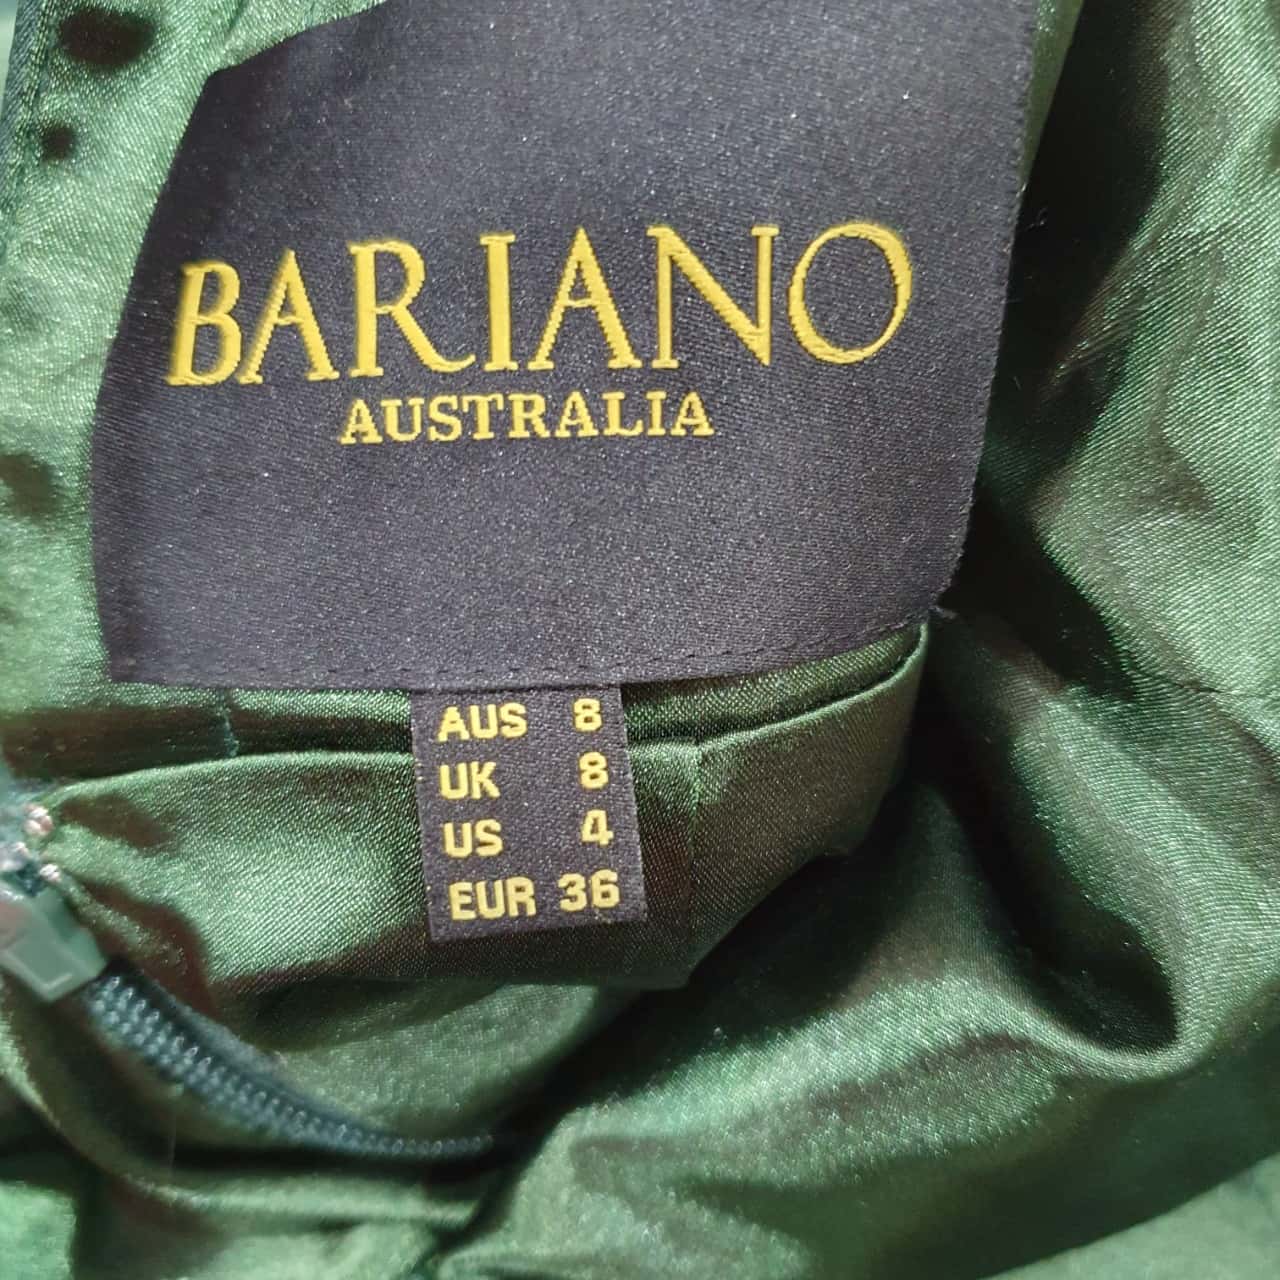 BARIANO
AUSTRALIA
AUS 8
UK 8
US 4
EUR 36